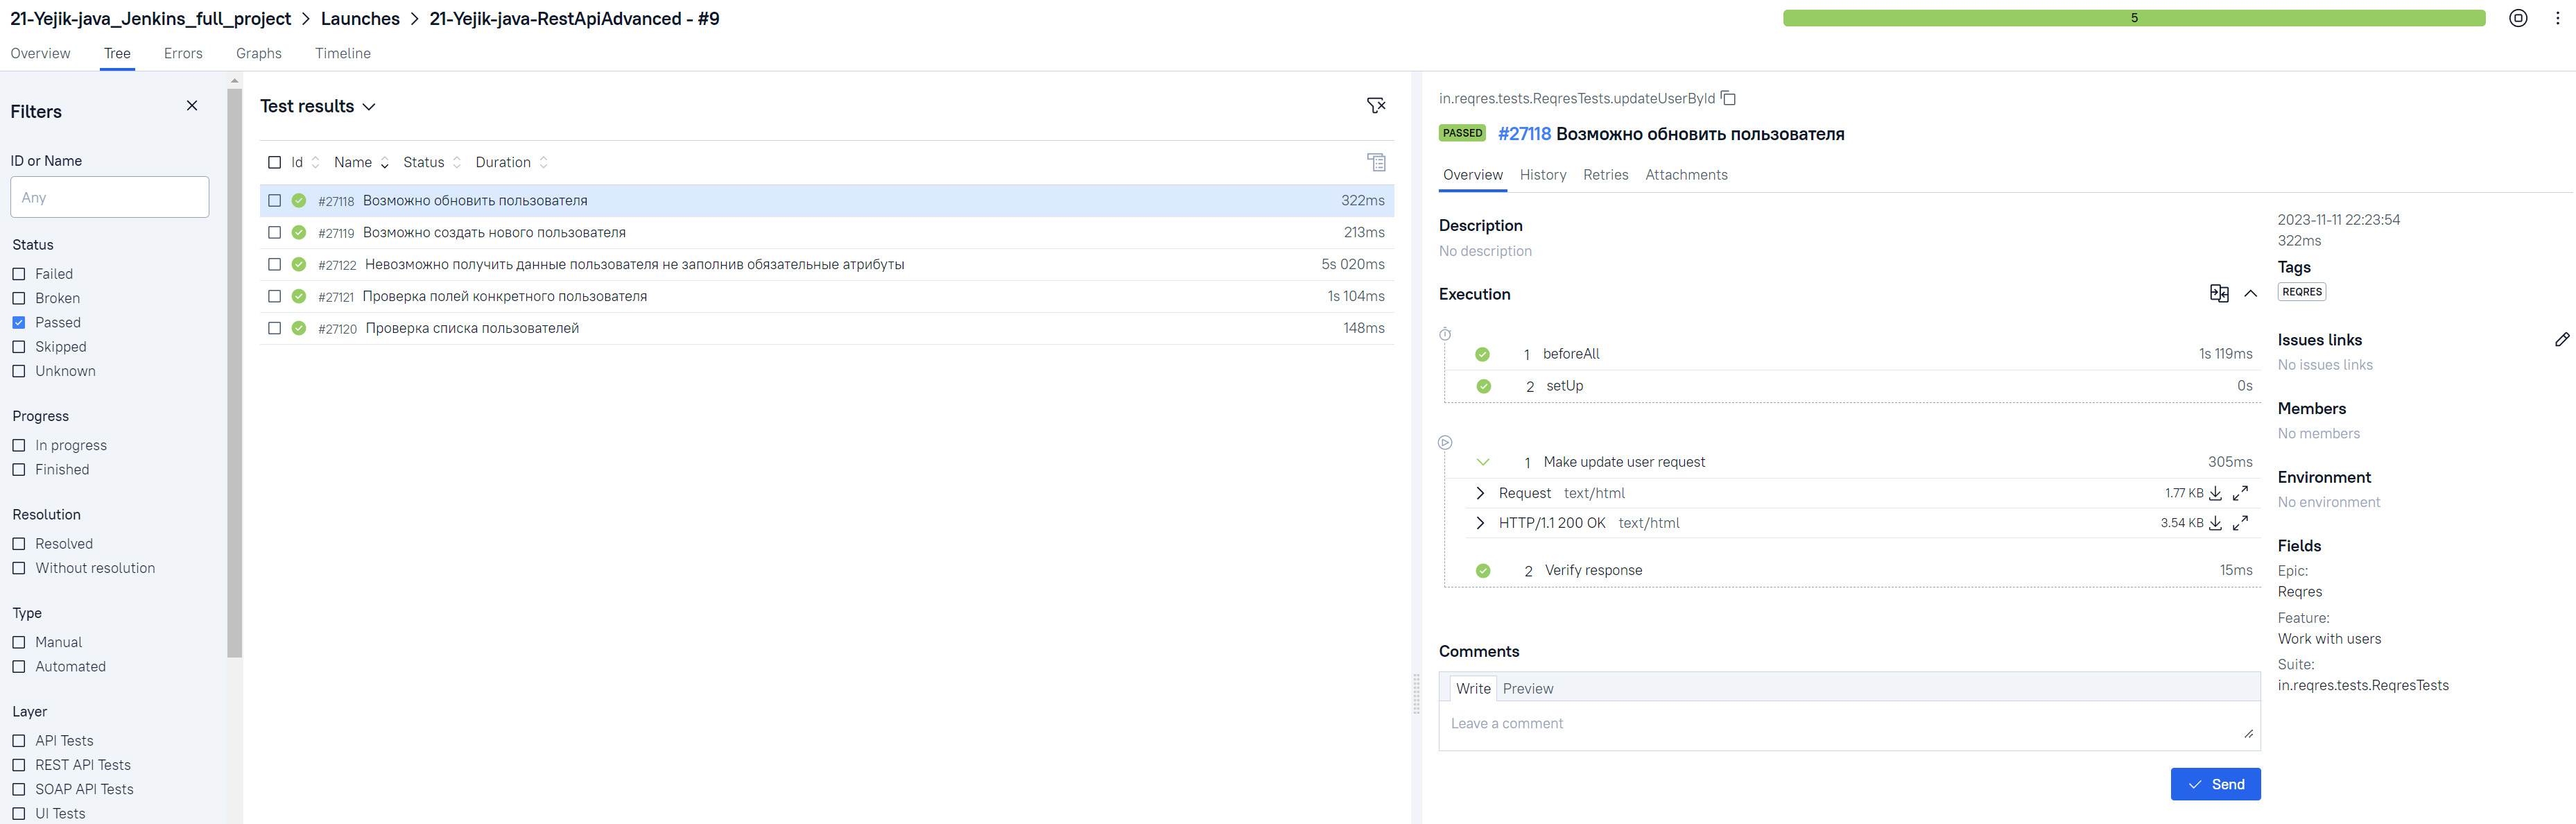 21-Yejik-java_Jenkins_full_project > Launches > 21-Yejik-java-RestApiAdvanced - #9
5
Overview Tree Errors Graphs Timeline
Filters
ID or Name
Any
Status
Failed
Broken
Passed
Skipped
Unknown
Progress
In progress
Finished
Resolution
Resolved
Without resolution
Type
Manual
Automated
Layer
API Tests
REST API Tests
SOAP API Tests
UI Tests
Test results
Id Name Status Duration
#27118 Возможно обновить пользователя 322ms
#27119 Возможно создать нового пользователя 213ms
#27122 Невозможно получить данные пользователя не заполнив обязательные атрибуты 5s 020ms
#27121 Проверка полей конкретного пользователя 1s 104ms
#27120 Проверка списка пользователей 148ms
in.reqres.tests.ReqresTests.updateUserById
PASSED #27118 Возможно обновить пользователя
Overview History Retries Attachments
Description
No description
Execution
1 beforeAll 1s 119ms
2 setUp 0s
1 Make update user request 305ms
Request text/html 1.77 KB
HTTP/1.1 200 OK text/html 3.54 KB
2 Verify response 15ms
Comments
Write Preview
Leave a comment
Send
2023-11-11 22:23:54
322ms
Tags
REQRES
Issues links
No issues links
Members
No members
Environment
No environment
Fields
Epic:
Reqres
Feature:
Work with users
Suite:
in.reqres.tests.ReqresTests